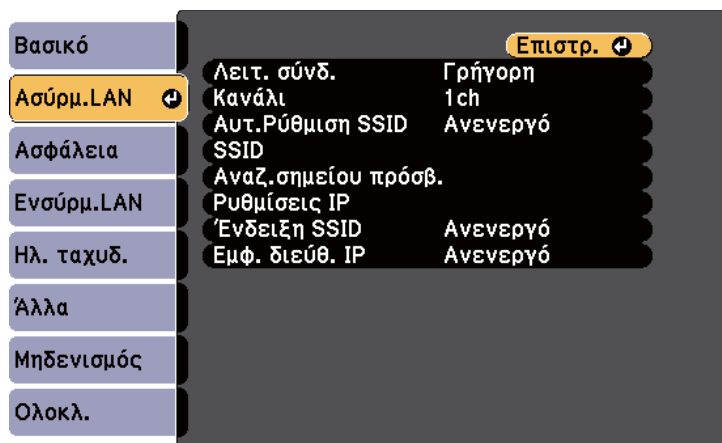 Βασικό
Ασύρμ.LAN
Ασφάλεια
Ενσύρμ.LAN
Ηλ. ταχυδ.
Άλλα
Μηδενισμός
Ολοκλ.
Επιστρ.
Λειτ. σύνδ. Γρήγορη
Κανάλι 1ch
Αυτ.Ρύθμιση SSID Ανενεργό
SSID
Αναζ.σημείου πρόσβ.
Ρυθμίσεις IP
Ένδειξη SSID Ανενεργό
Εμφ. διεύθ. IP Ανενεργό